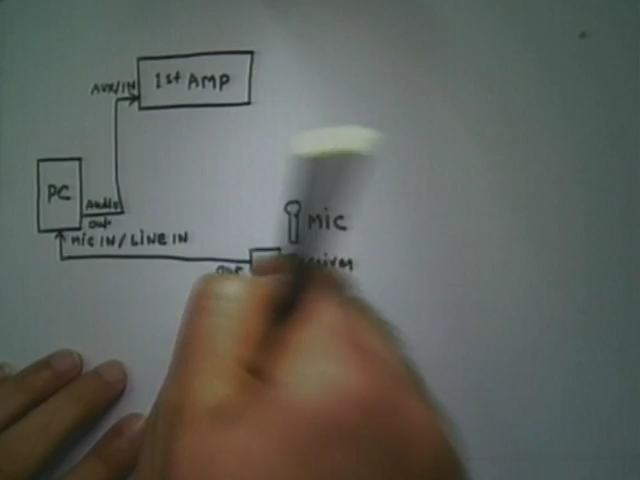 AUX/IN
1st AMP
PC
Audio
out
Mic IN / LINE IN
Mic
out